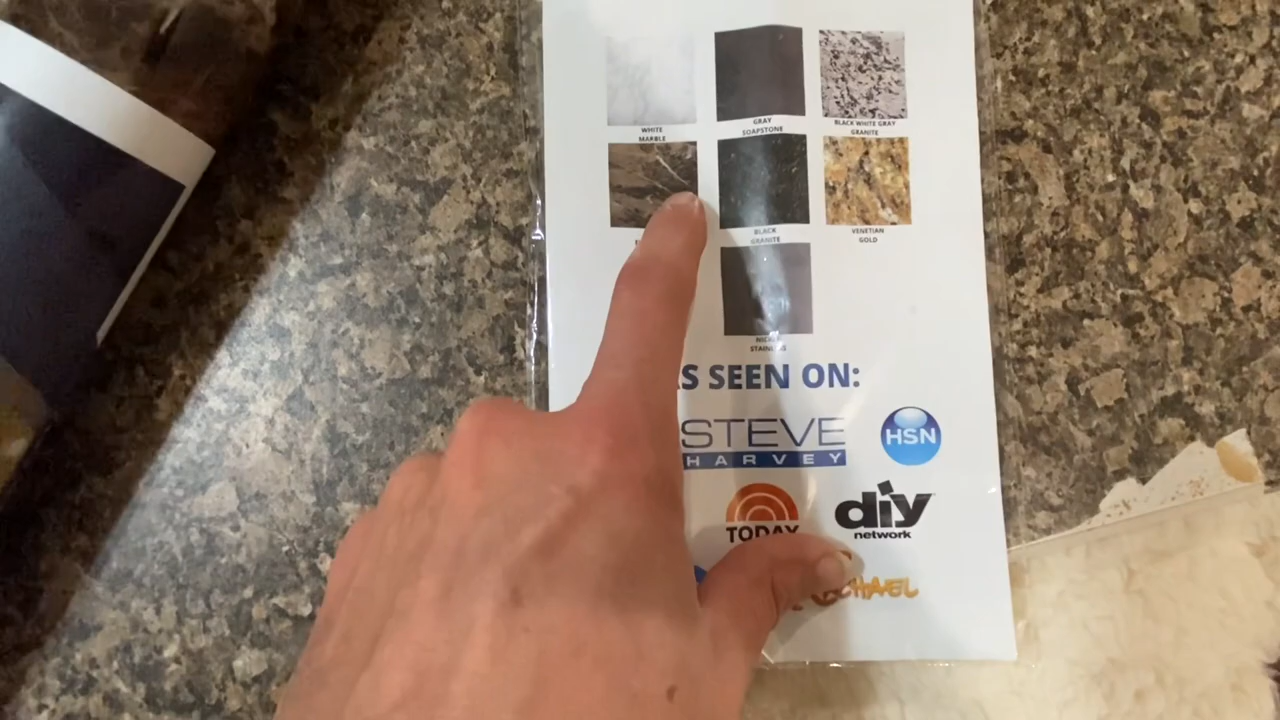 WHITE
MARBLE
GRAY
SOAPSTONE
BLACK WHITE GRAY
GRANITE
BLACK
GRANITE
VENETIAN
GOLD
AS SEEN ON:
STEVE
HARVEY
HSN
TODAY
diy
network